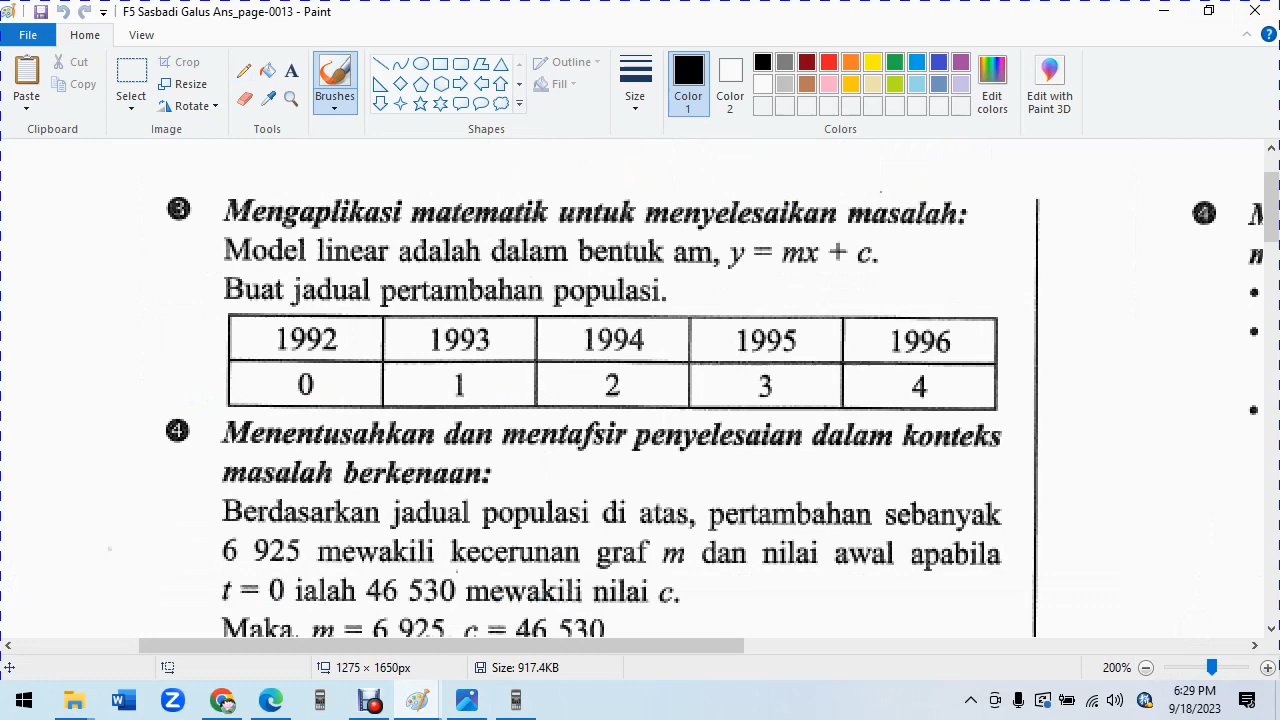 F5 Sasbadi Galus Ans_page-0013 - Paint
File Home View
Paste
Cut
Copy
Clipboard
Select
Crop
Resize
Rotate
Image
A
Tools
Brushes
Shapes
Outline
Fill
Size
Color 1
Color 2
Edit colors
Edit with Paint 3D
Colors
3 Mengaplikasi matematik untuk menyelesaikan masalah:
Model linear adalah dalam bentuk am, y = mx + c.
Buat jadual pertambahan populasi.
1992 1993 1994 1995 1996
0 1 2 3 4
4 Menentusahkan dan mentafsir penyelesaian dalam konteks
masalah berkenaan:
Berdasarkan jadual populasi di atas, pertambahan sebanyak
6 925 mewakili kecerunan graf m dan nilai awal apabila
t = 0 ialah 46 530 mewakili nilai c.
Maka, m = 6 925, c = 46 530
4
1275 × 1650px
Size: 917.4KB
200%
6:29 PM
9/18/2023